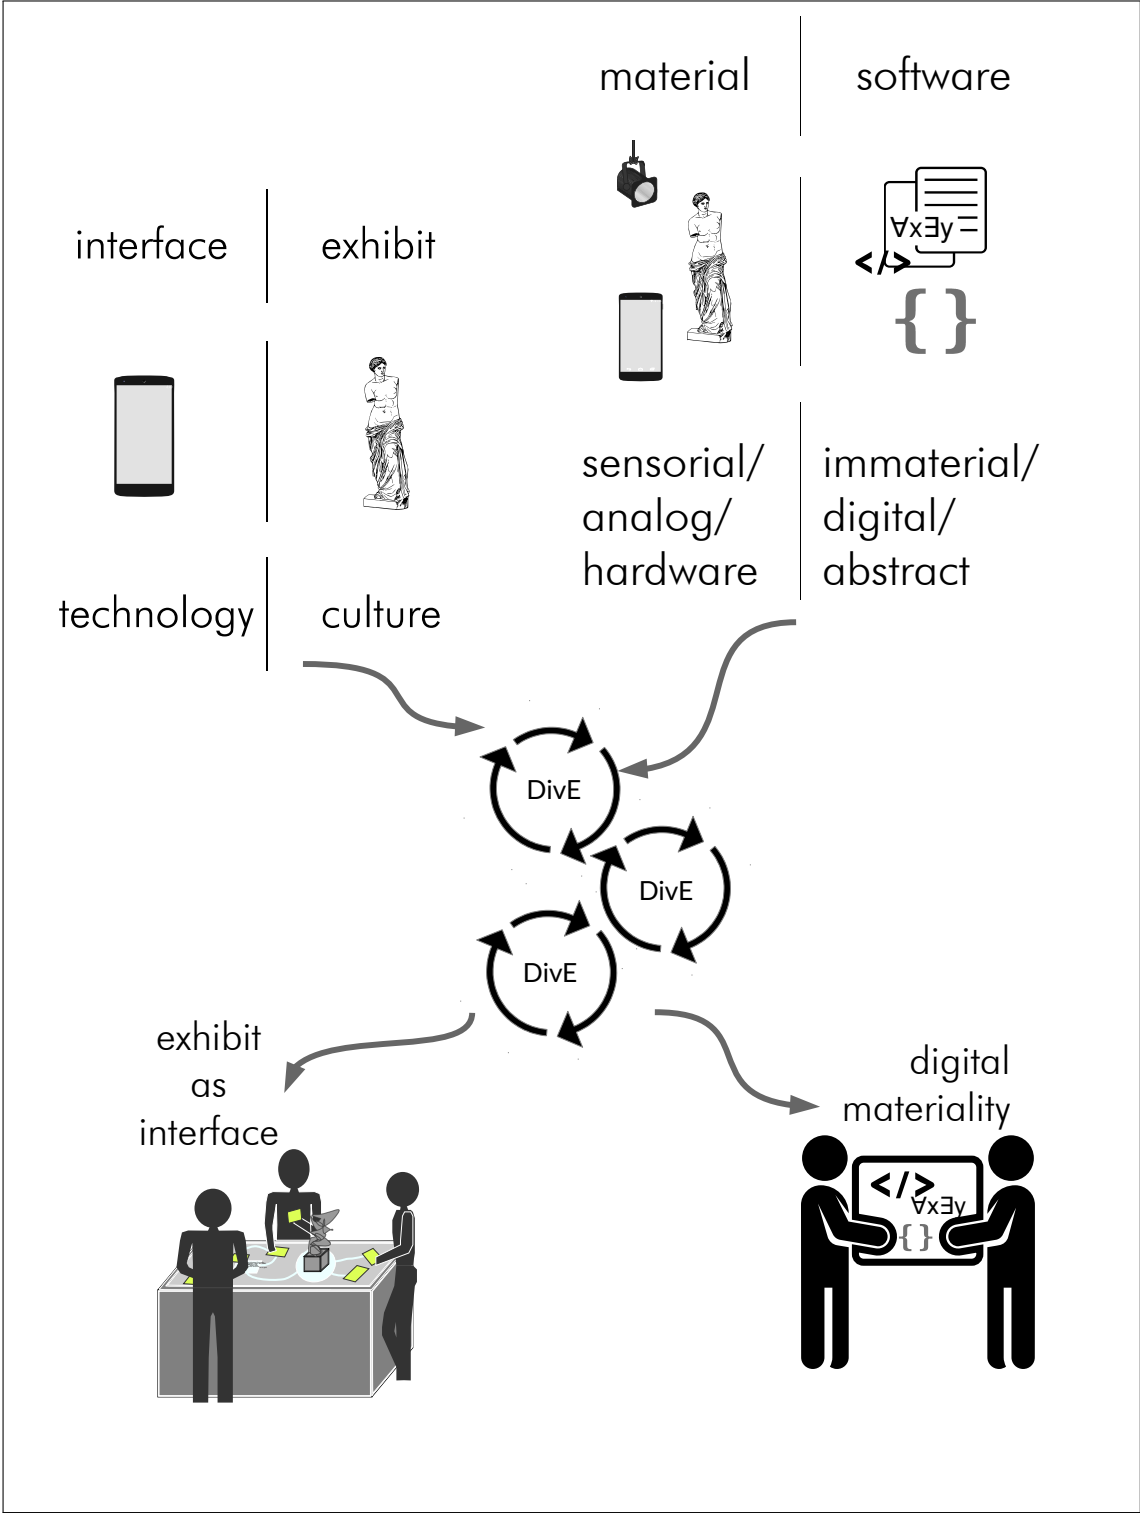 material
software
∀x∃y
</>
{ }
interface
exhibit
sensorial/
analog/
hardware
immaterial/
digital/
abstract
technology
culture
DivE
DivE
DivE
exhibit
as
interface
digital
materiality
</>
∀x∃y
{ }